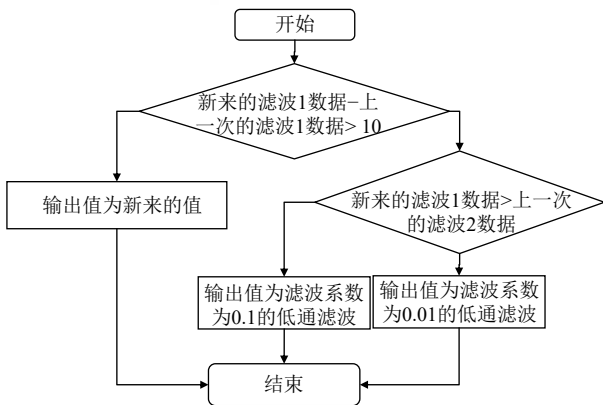 开始
新来的滤波1数据−上
一次的滤波1数据> 10
输出值为新来的值
新来的滤波1数据>上一次
的滤波2数据
输出值为滤波系数
为0.1的低通滤波
输出值为滤波系数
为0.01的低通滤波
结束